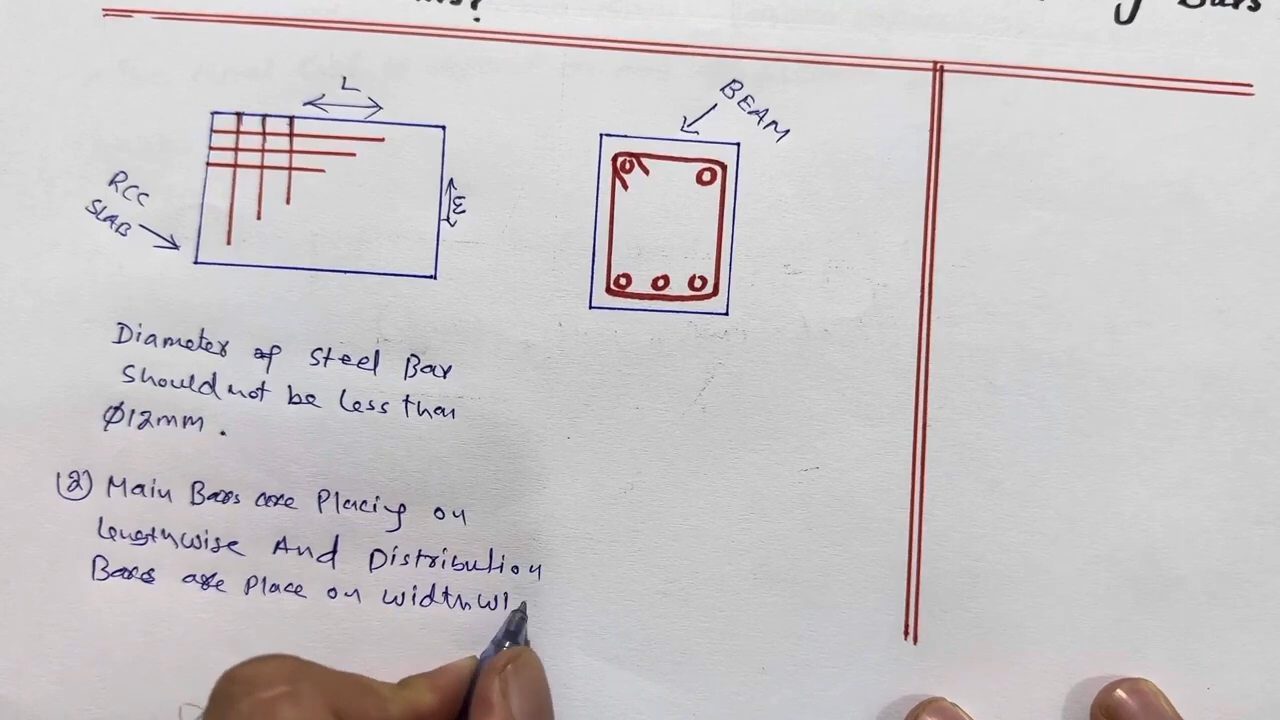 Bars
L
BEAM
RCC
SLAB
W
Diameter of Steel Bar
Should not be less than
Ø12mm.
(2) Main Bars are Placing on
lengthwise And Distribution
Bars are Place on widthwi